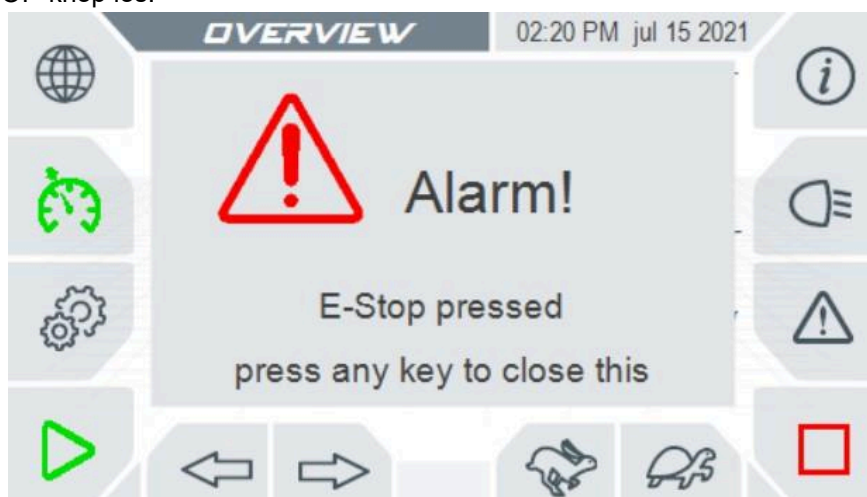 OVERVIEW 02:20 PM jul 15 2021
Alarm!
E-Stop pressed
press any key to close this